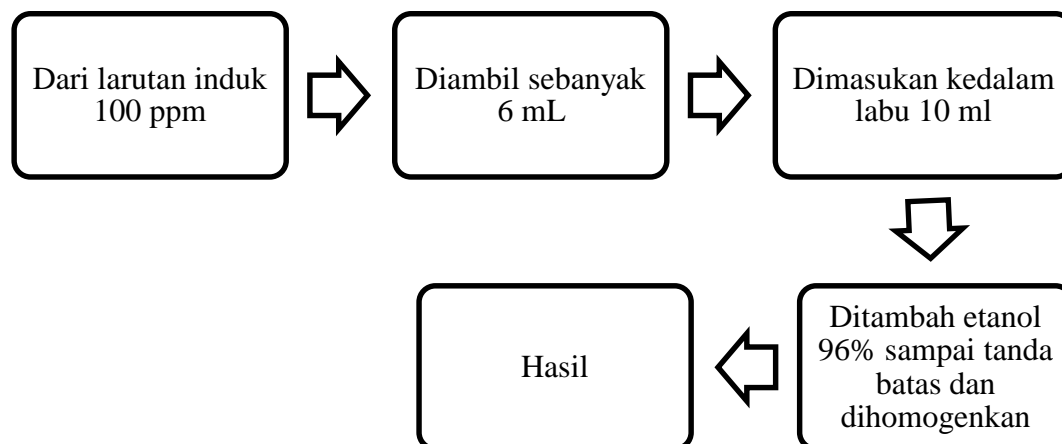 Dari larutan induk
100 ppm
Diambil sebanyak
6 mL
Dimasukan kedalam
labu 10 ml
Ditambah etanol
96% sampai tanda
batas dan
dihomogenkan
Hasil